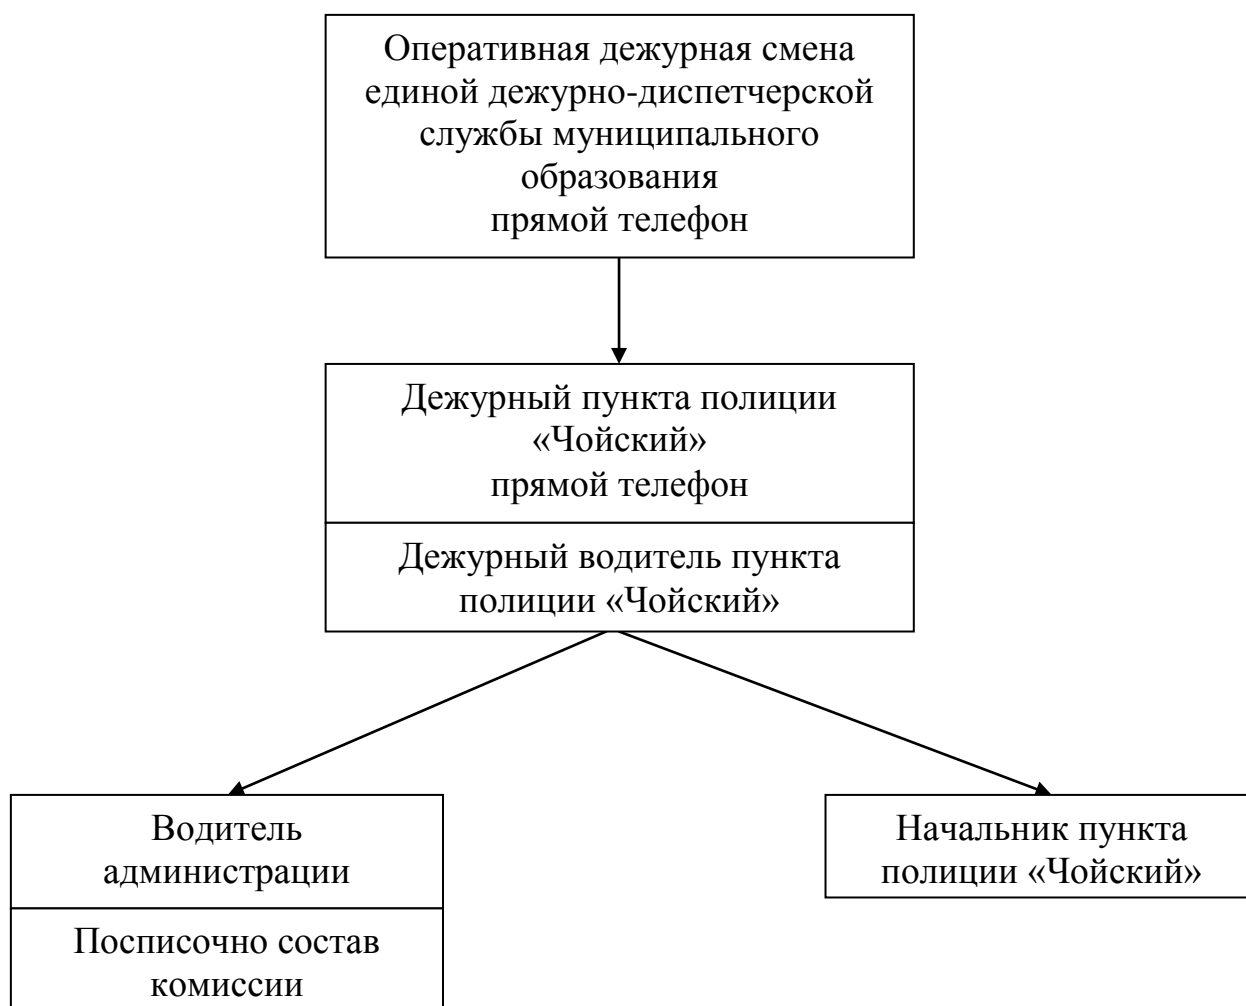 Оперативная дежурная смена
единой дежурно-диспетчерской
службы муниципального
образования
прямой телефон
Дежурный пункта полиции
«Чойский»
прямой телефон
Дежурный водитель пункта
полиции «Чойский»
Водитель
администрации
Посписочно состав
комиссии
Начальник пункта
полиции «Чойский»